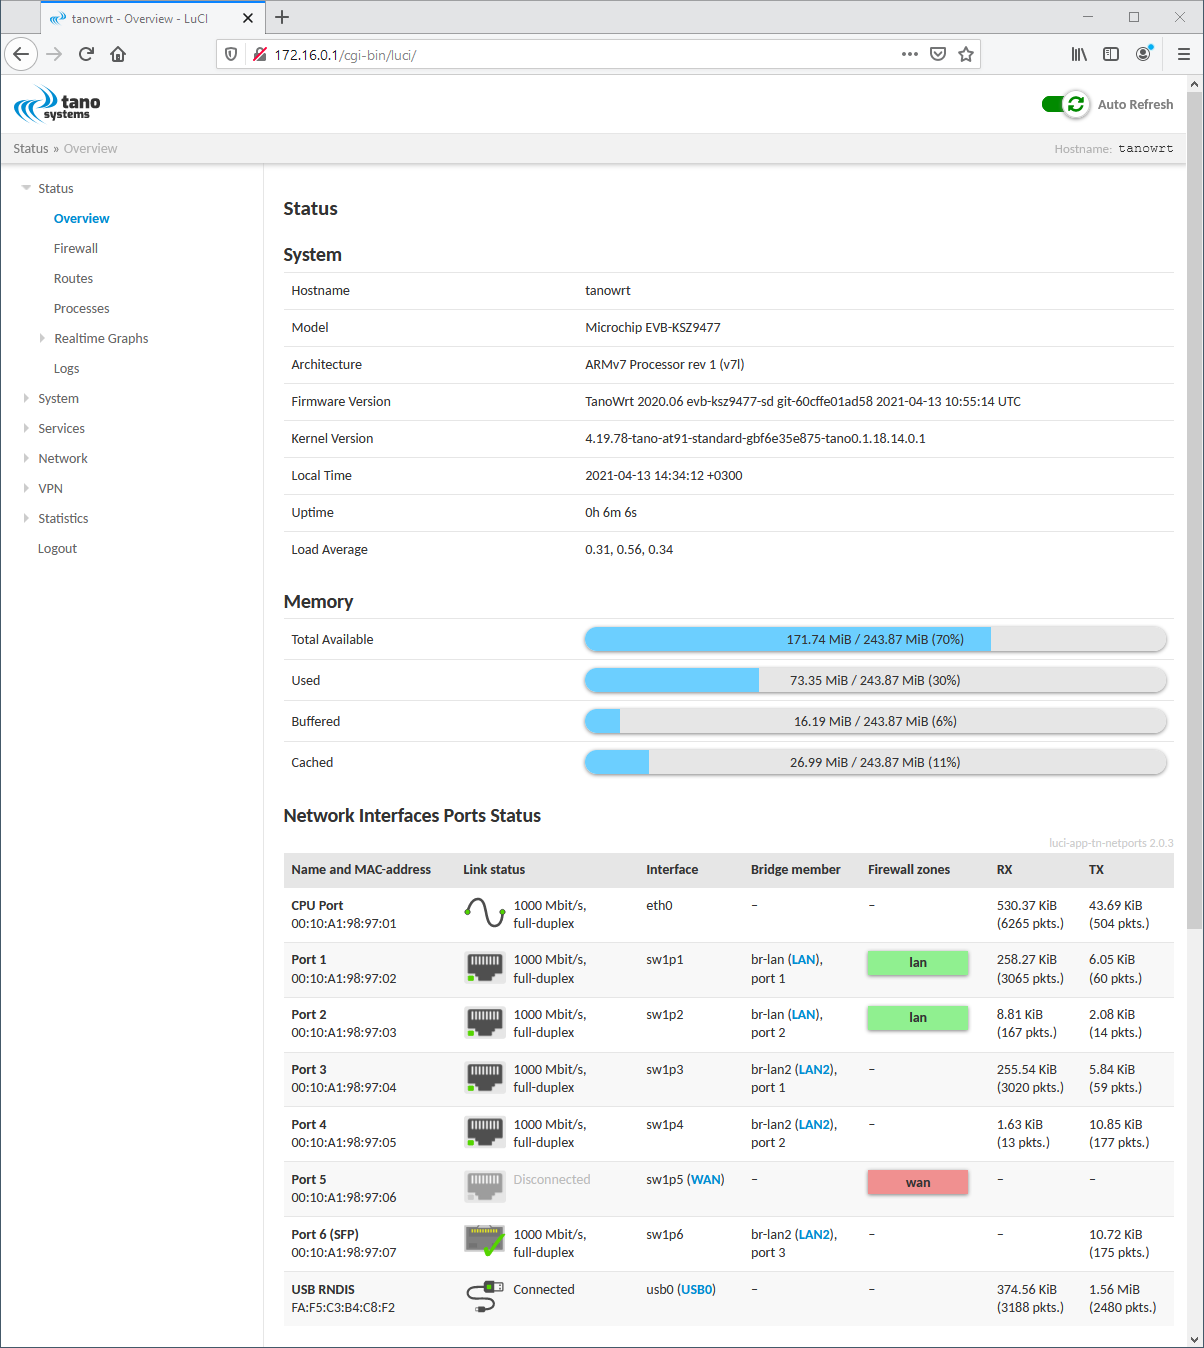 tanowrt - Overview - LuCI
172.16.0.1/cgi-bin/luci/
tano
systems
Auto Refresh
Status » Overview
Hostname: tanowrt
Status
Overview
Firewall
Routes
Processes
Realtime Graphs
Logs
System
Services
Network
VPN
Statistics
Logout
Status
System
Hostname tanowrt
Model Microchip EVB-KSZ9477
Architecture ARMv7 Processor rev 1 (v7l)
Firmware Version TanoWrt 2020.06 evb-ksz9477-sd git-60cffe01ad58 2021-04-13 10:55:14 UTC
Kernel Version 4.19.78-tano-at91-standard-gbf6e35e875-tano0.1.18.14.0.1
Local Time 2021-04-13 14:34:12 +0300
Uptime 0h 6m 6s
Load Average 0.31, 0.56, 0.34
Memory
Total Available 171.74 MiB / 243.87 MiB (70%)
Used 73.35 MiB / 243.87 MiB (30%)
Buffered 16.19 MiB / 243.87 MiB (6%)
Cached 26.99 MiB / 243.87 MiB (11%)
Network Interfaces Ports Status
luci-app-tn-netports 2.0.3
Name and MAC-address Link status Interface Bridge member Firewall zones RX TX
CPU Port 1000 Mbit/s, eth0 – – 530.37 KiB 43.69 KiB
00:10:A1:98:97:01 full-duplex (6265 pkts.) (504 pkts.)
Port 1 1000 Mbit/s, sw1p1 br-lan (LAN), lan 258.27 KiB 6.05 KiB
00:10:A1:98:97:02 full-duplex port 1 (3065 pkts.) (60 pkts.)
Port 2 1000 Mbit/s, sw1p2 br-lan (LAN), lan 8.81 KiB 2.08 KiB
00:10:A1:98:97:03 full-duplex port 2 (167 pkts.) (14 pkts.)
Port 3 1000 Mbit/s, sw1p3 br-lan2 (LAN2), – 255.54 KiB 5.84 KiB
00:10:A1:98:97:04 full-duplex port 1 (3020 pkts.) (59 pkts.)
Port 4 1000 Mbit/s, sw1p4 br-lan2 (LAN2), – 1.63 KiB 10.85 KiB
00:10:A1:98:97:05 full-duplex port 2 (13 pkts.) (177 pkts.)
Port 5 Disconnected sw1p5 (WAN) – wan – –
00:10:A1:98:97:06
Port 6 (SFP) 1000 Mbit/s, sw1p6 br-lan2 (LAN2), – – 10.72 KiB
00:10:A1:98:97:07 full-duplex port 3 (175 pkts.)
USB RNDIS Connected usb0 (USB0) – – 374.56 KiB 1.56 MiB
FA:F5:C3:B4:C8:F2 (3188 pkts.) (2480 pkts.)